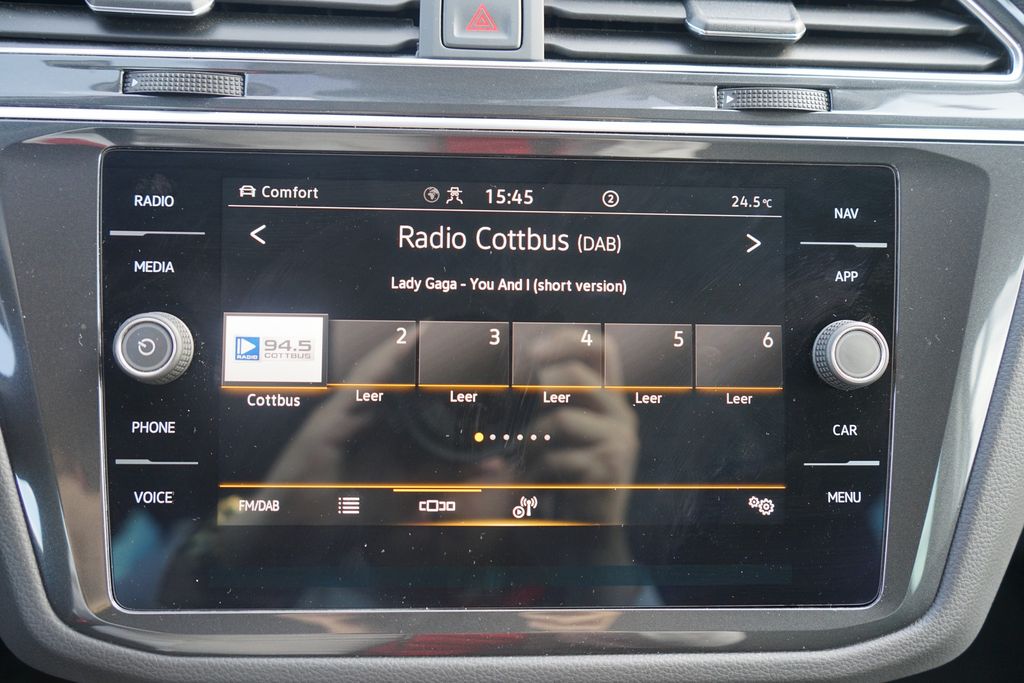 RADIO
MEDIA
PHONE
VOICE
Comfort 15:45 2 24.5°C
< Radio Cottbus (DAB) >
Lady Gaga - You And I (short version)
RADIO 94.5 COTTBUS
2 3 4 5 6
Cottbus Leer Leer Leer Leer Leer
FM/DAB
NAV
APP
CAR
MENU